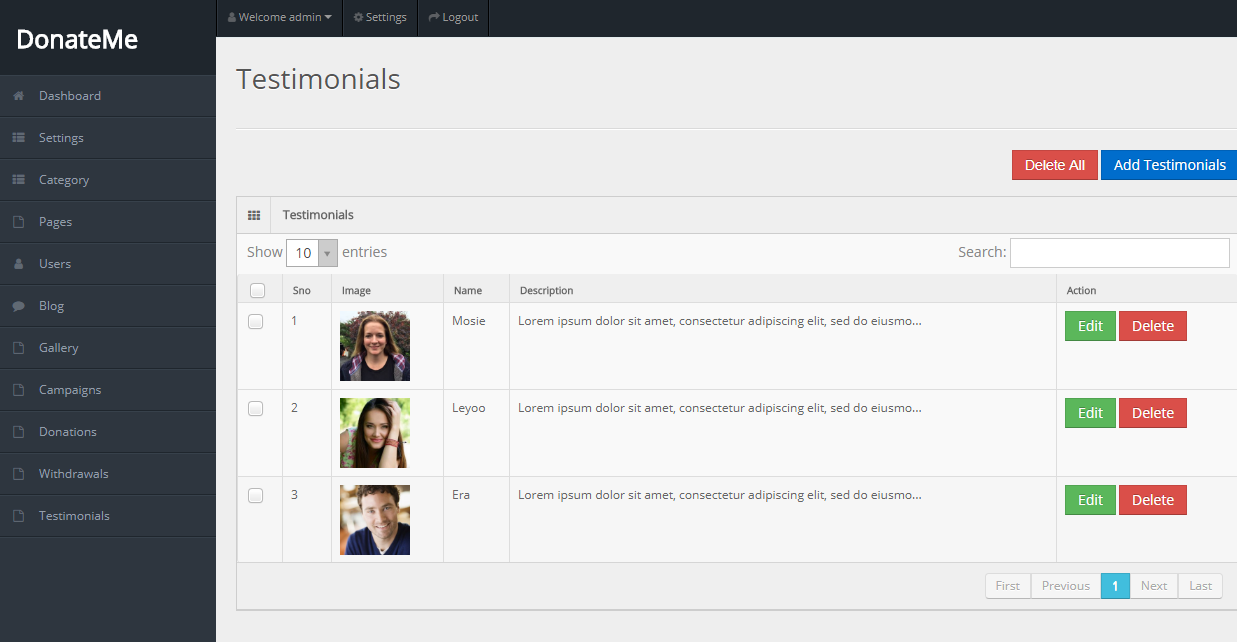 DonateMe
Welcome admin Settings Logout
Dashboard
Settings
Category
Pages
Users
Blog
Gallery
Campaigns
Donations
Withdrawals
Testimonials
Testimonials
Delete All Add Testimonials
Testimonials
Show 10 entries Search:
Sno Image Name Description Action
1 Mosie Lorem ipsum dolor sit amet, consectetur adipiscing elit, sed do eiusmo... Edit Delete
2 Leyoo Lorem ipsum dolor sit amet, consectetur adipiscing elit, sed do eiusmo... Edit Delete
3 Era Lorem ipsum dolor sit amet, consectetur adipiscing elit, sed do eiusmo... Edit Delete
First Previous 1 Next Last